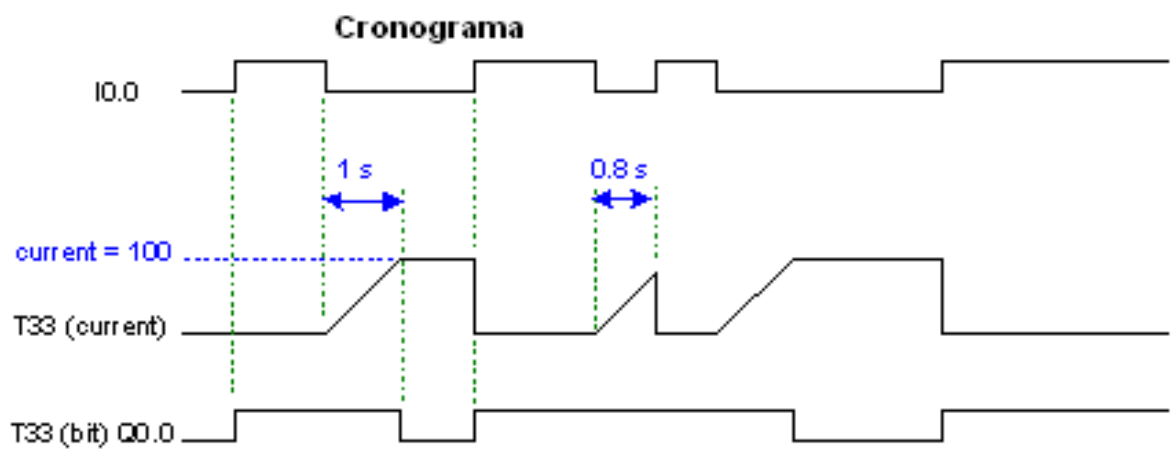 Cronograma
I0.0
1 s
0.8 s
current = 100
T33 (current)
T33 (bit) Q0.0